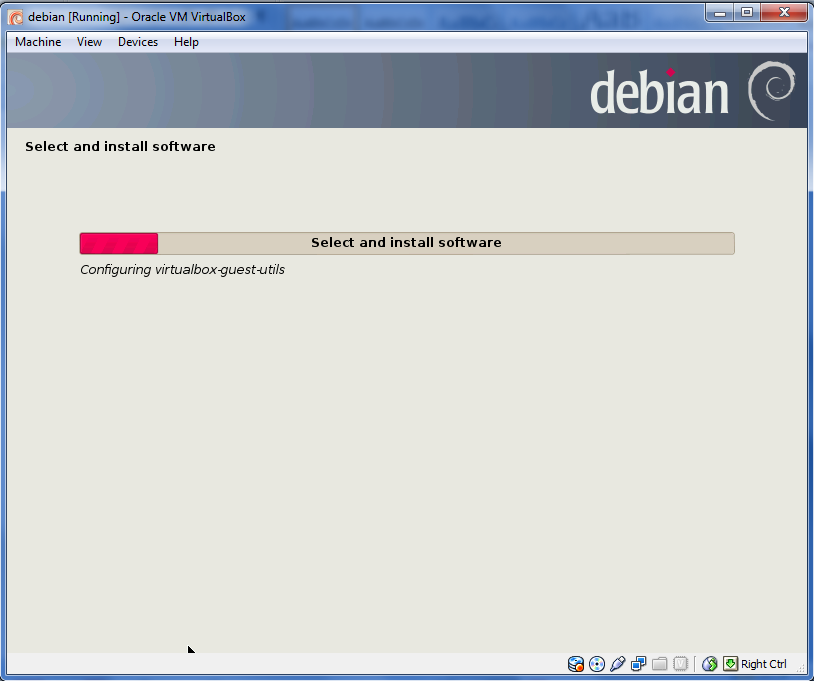 debian [Running] - Oracle VM VirtualBox
Machine View Devices Help
debian
Select and install software
Select and install software
Configuring virtualbox-guest-utils
Right Ctrl